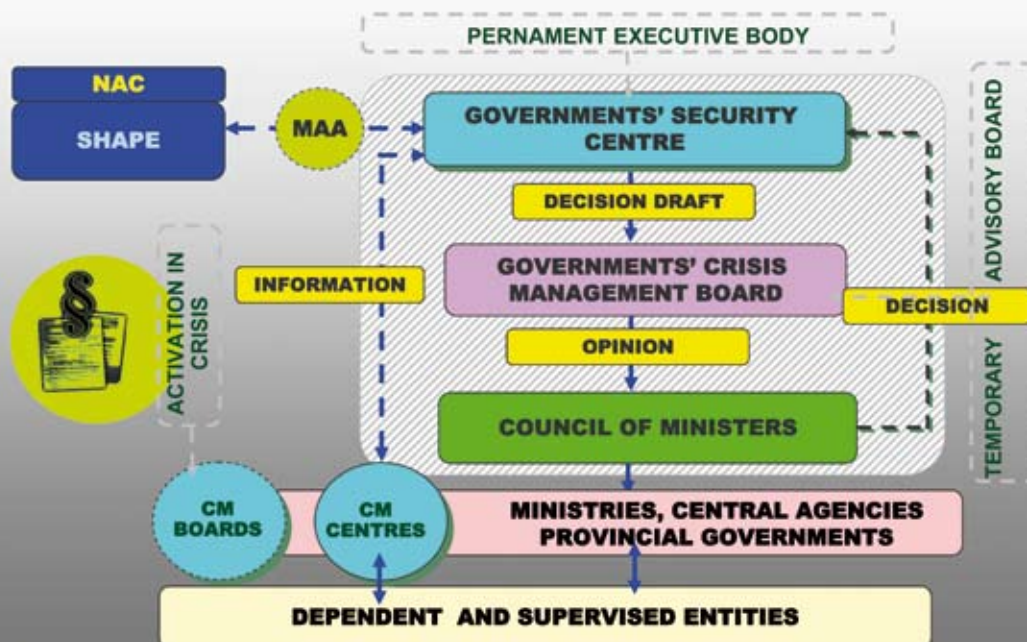 PERNAMENT EXECUTIVE BODY
NAC
SHAPE
MAA
GOVERNMENTS' SECURITY
CENTRE
DECISION DRAFT
GOVERNMENTS' CRISIS
MANAGEMENT BOARD
INFORMATION
DECISION
OPINION
COUNCIL OF MINISTERS
ACTIVATION IN
CRISIS
TEMPORARY ADVISORY BOARD
§
CM
BOARDS
CM
CENTRES
MINISTRIES, CENTRAL AGENCIES
PROVINCIAL GOVERNMENTS
DEPENDENT AND SUPERVISED ENTITIES